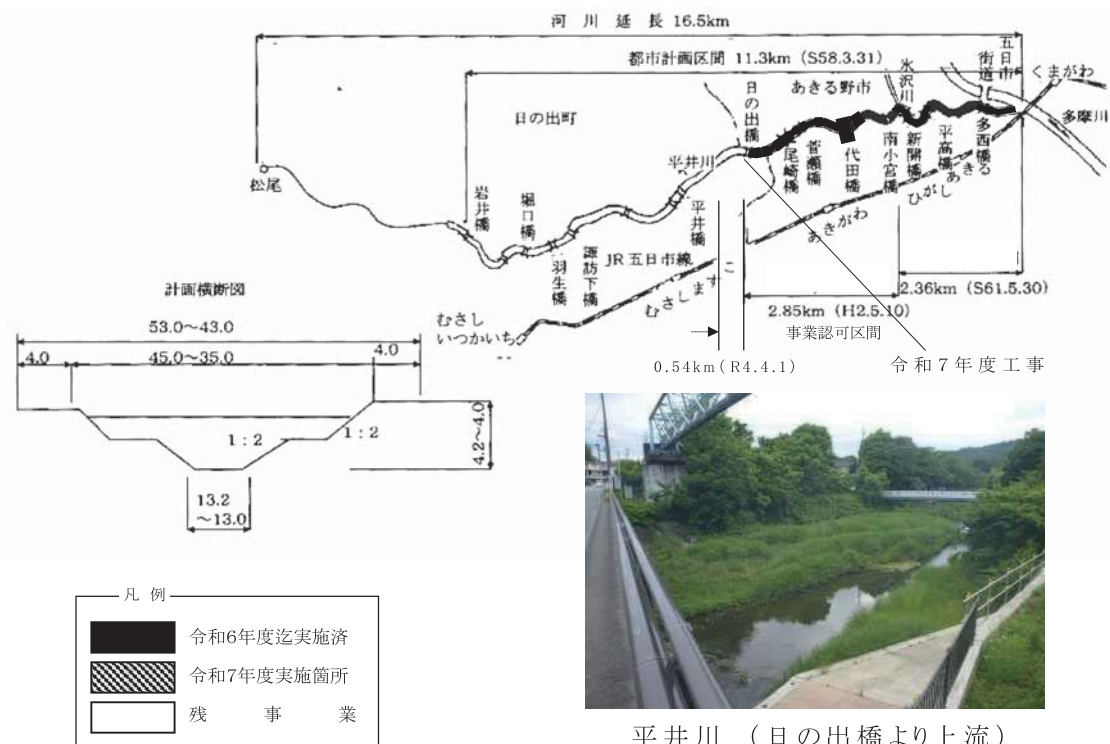 河川延長 16.5km
都市計画区間 11.3km (S58.3.31)
五日市
街道
くまがわ
多摩川
氷沢川
あきる野市
日の出橋
日の出町
松尾
平井川
尾崎橋
菅瀬橋
代田橋
南小宮橋
新開橋
平高橋
多西橋
岩井橋
堀口橋
羽生橋
諏訪下橋
平井橋
JR五日市線
ひがしあきる
あきがわ
むさしますこ
むさし
いつかいち
2.36km (S61.5.30)
2.85km (H2.5.10)
事業認可区間
0.54km(R4.4.1)
令和7年度工事
計画横断図
53.0～43.0
4.0
45.0～35.0
4.0
1:2
1:2
4.2～4.0
13.2
～13.0
凡例
令和6年度迄実施済
令和7年度実施箇所
残事業
平井川 (日の出橋より上流)